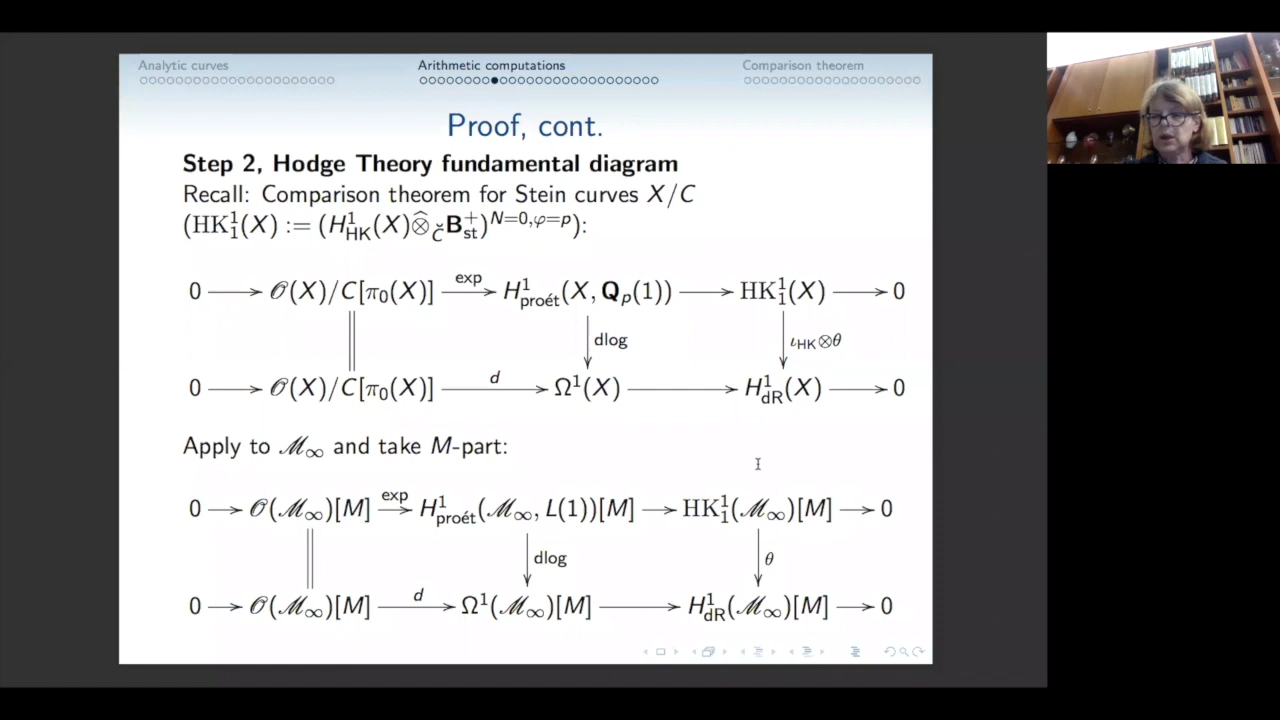 Analytic curves Arithmetic computations Comparison theorem
Proof, cont.
Step 2, Hodge Theory fundamental diagram
Recall: Comparison theorem for Stein curves X/C
(HK¹₁(X) := (H¹_HK(X)⊗̂_C̆ B⁺_st)^{N=0,φ=p}):
0 → 𝒪(X)/C[π₀(X)] →exp H¹_proét(X, Q_p(1)) → HK¹₁(X) → 0
dlog ι_HK⊗θ
0 → 𝒪(X)/C[π₀(X)] →d Ω¹(X) → H¹_dR(X) → 0
Apply to ℳ_∞ and take M-part:
0 → 𝒪(ℳ_∞)[M] →exp H¹_proét(ℳ_∞, L(1))[M] → HK¹₁(ℳ_∞)[M] → 0
dlog θ
0 → 𝒪(ℳ_∞)[M] →d Ω¹(ℳ_∞)[M] → H¹_dR(ℳ_∞)[M] → 0